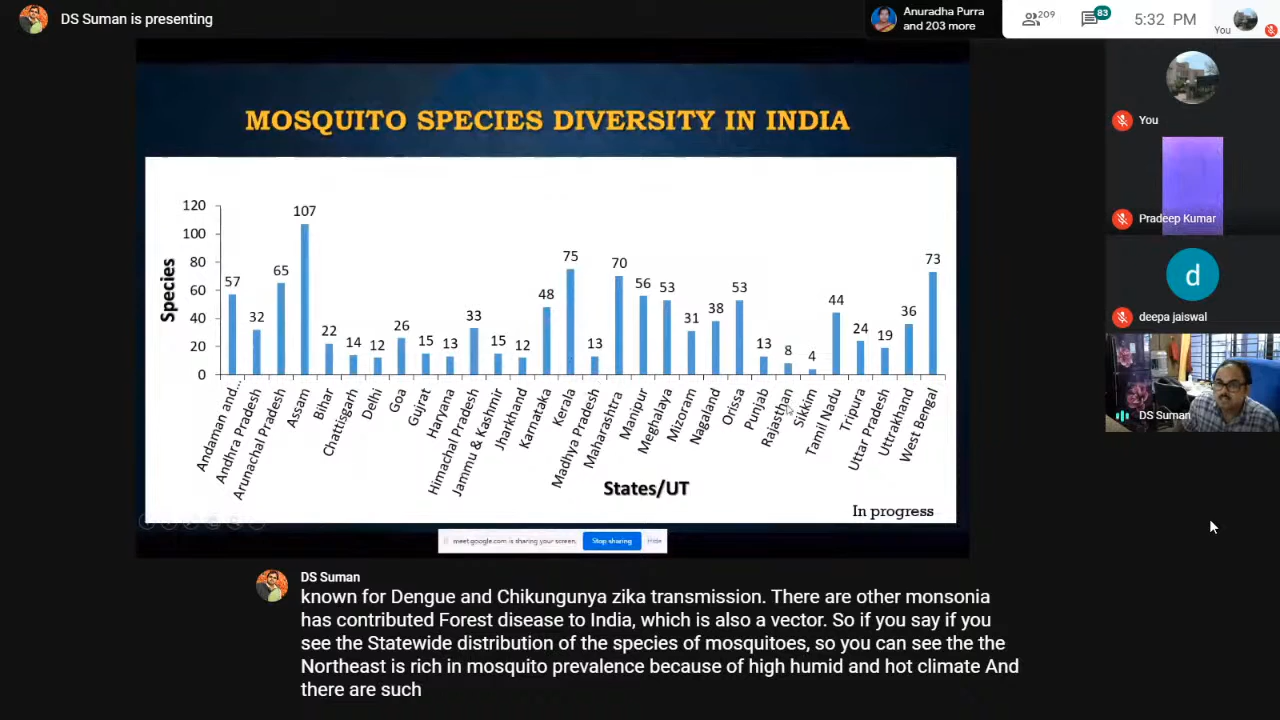 DS Suman is presenting
Anuradha Purra
and 203 more
209
83
5:32 PM
You
MOSQUITO SPECIES DIVERSITY IN INDIA
Species
120
100
80
60
40
20
0
57
32
65
107
22
14
12
26
15
13
33
15
12
48
75
13
70
56
53
31
38
53
13
8
4
44
24
19
36
73
Andaman and...
Andhra Pradesh
Arunachal Pradesh
Assam
Bihar
Chattisgarh
Delhi
Goa
Gujrat
Haryana
Himachal Pradesh
Jammu & Kashmir
Jharkhand
Karnataka
Kerala
Madhya Pradesh
Maharashtra
Manipur
Meghalaya
Mizoram
Nagaland
Orissa
Punjab
Rajasthan
Sikkim
Tamil Nadu
Tripura
Uttar Pradesh
Uttrakhand
West Bengal
States/UT
In progress
meet.google.com is sharing your screen.
Stop sharing
Hide
You
Pradeep Kumar
d
deepa jaiswal
DS Suman
DS Suman
known for Dengue and Chikungunya zika transmission. There are other monsonia
has contributed Forest disease to India, which is also a vector. So if you say if you
see the Statewide distribution of the species of mosquitoes, so you can see the the
Northeast is rich in mosquito prevalence because of high humid and hot climate And
there are such